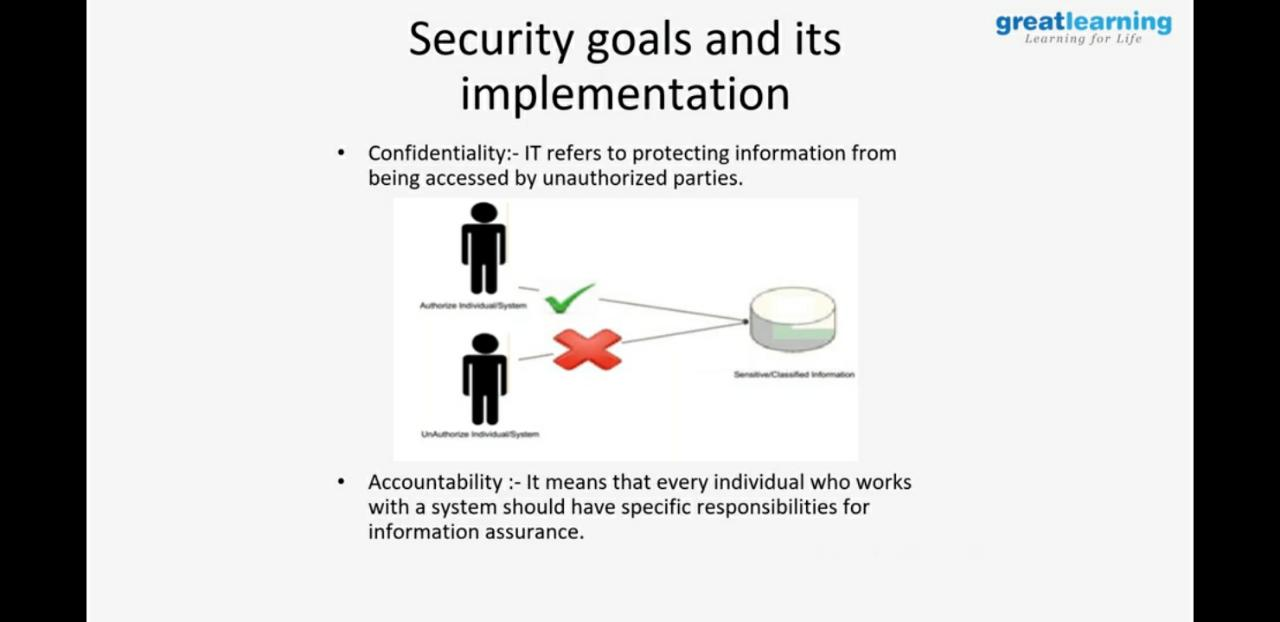 greatlearning
Learning for Life
Security goals and its
implementation
• Confidentiality:- IT refers to protecting information from
being accessed by unauthorized parties.
Authorize Individual/System
UnAuthorize Individual/System
Sensitive/Classified Information
• Accountability :- It means that every individual who works
with a system should have specific responsibilities for
information assurance.